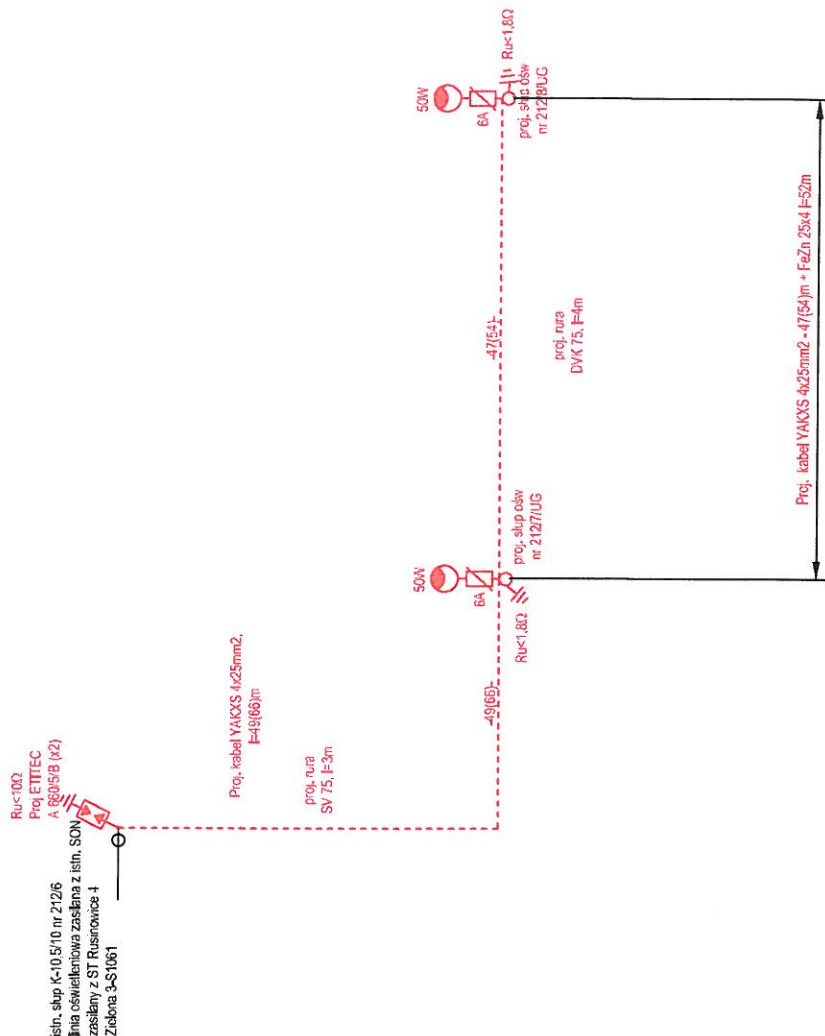 Ru<10Ω
Proj ETITEC
A 660/5/B (x2)
istn. słup K-10,5/10 nr 212/6
linia oświetleniowa zasilana z istn. SON
zasilany z ST Rusinowice 4
Zielona 3-S1061
Proj. kabel YAKXS 4x25mm2,
l=49(66)m
proj. rura
SV 75, l=3m
-49(66)-
50W
6A
Ru<1,8Ω
proj. słup ośw
nr 212/7/UG
-47(54)-
proj. rura
DVK 75, l=4m
50W
6A
Ru<1,8Ω
proj. słup ośw
nr 212/8/UG
Proj. kabel YAKXS 4x25mm2 - 47(54)m + FeZn 25x4 l=52m